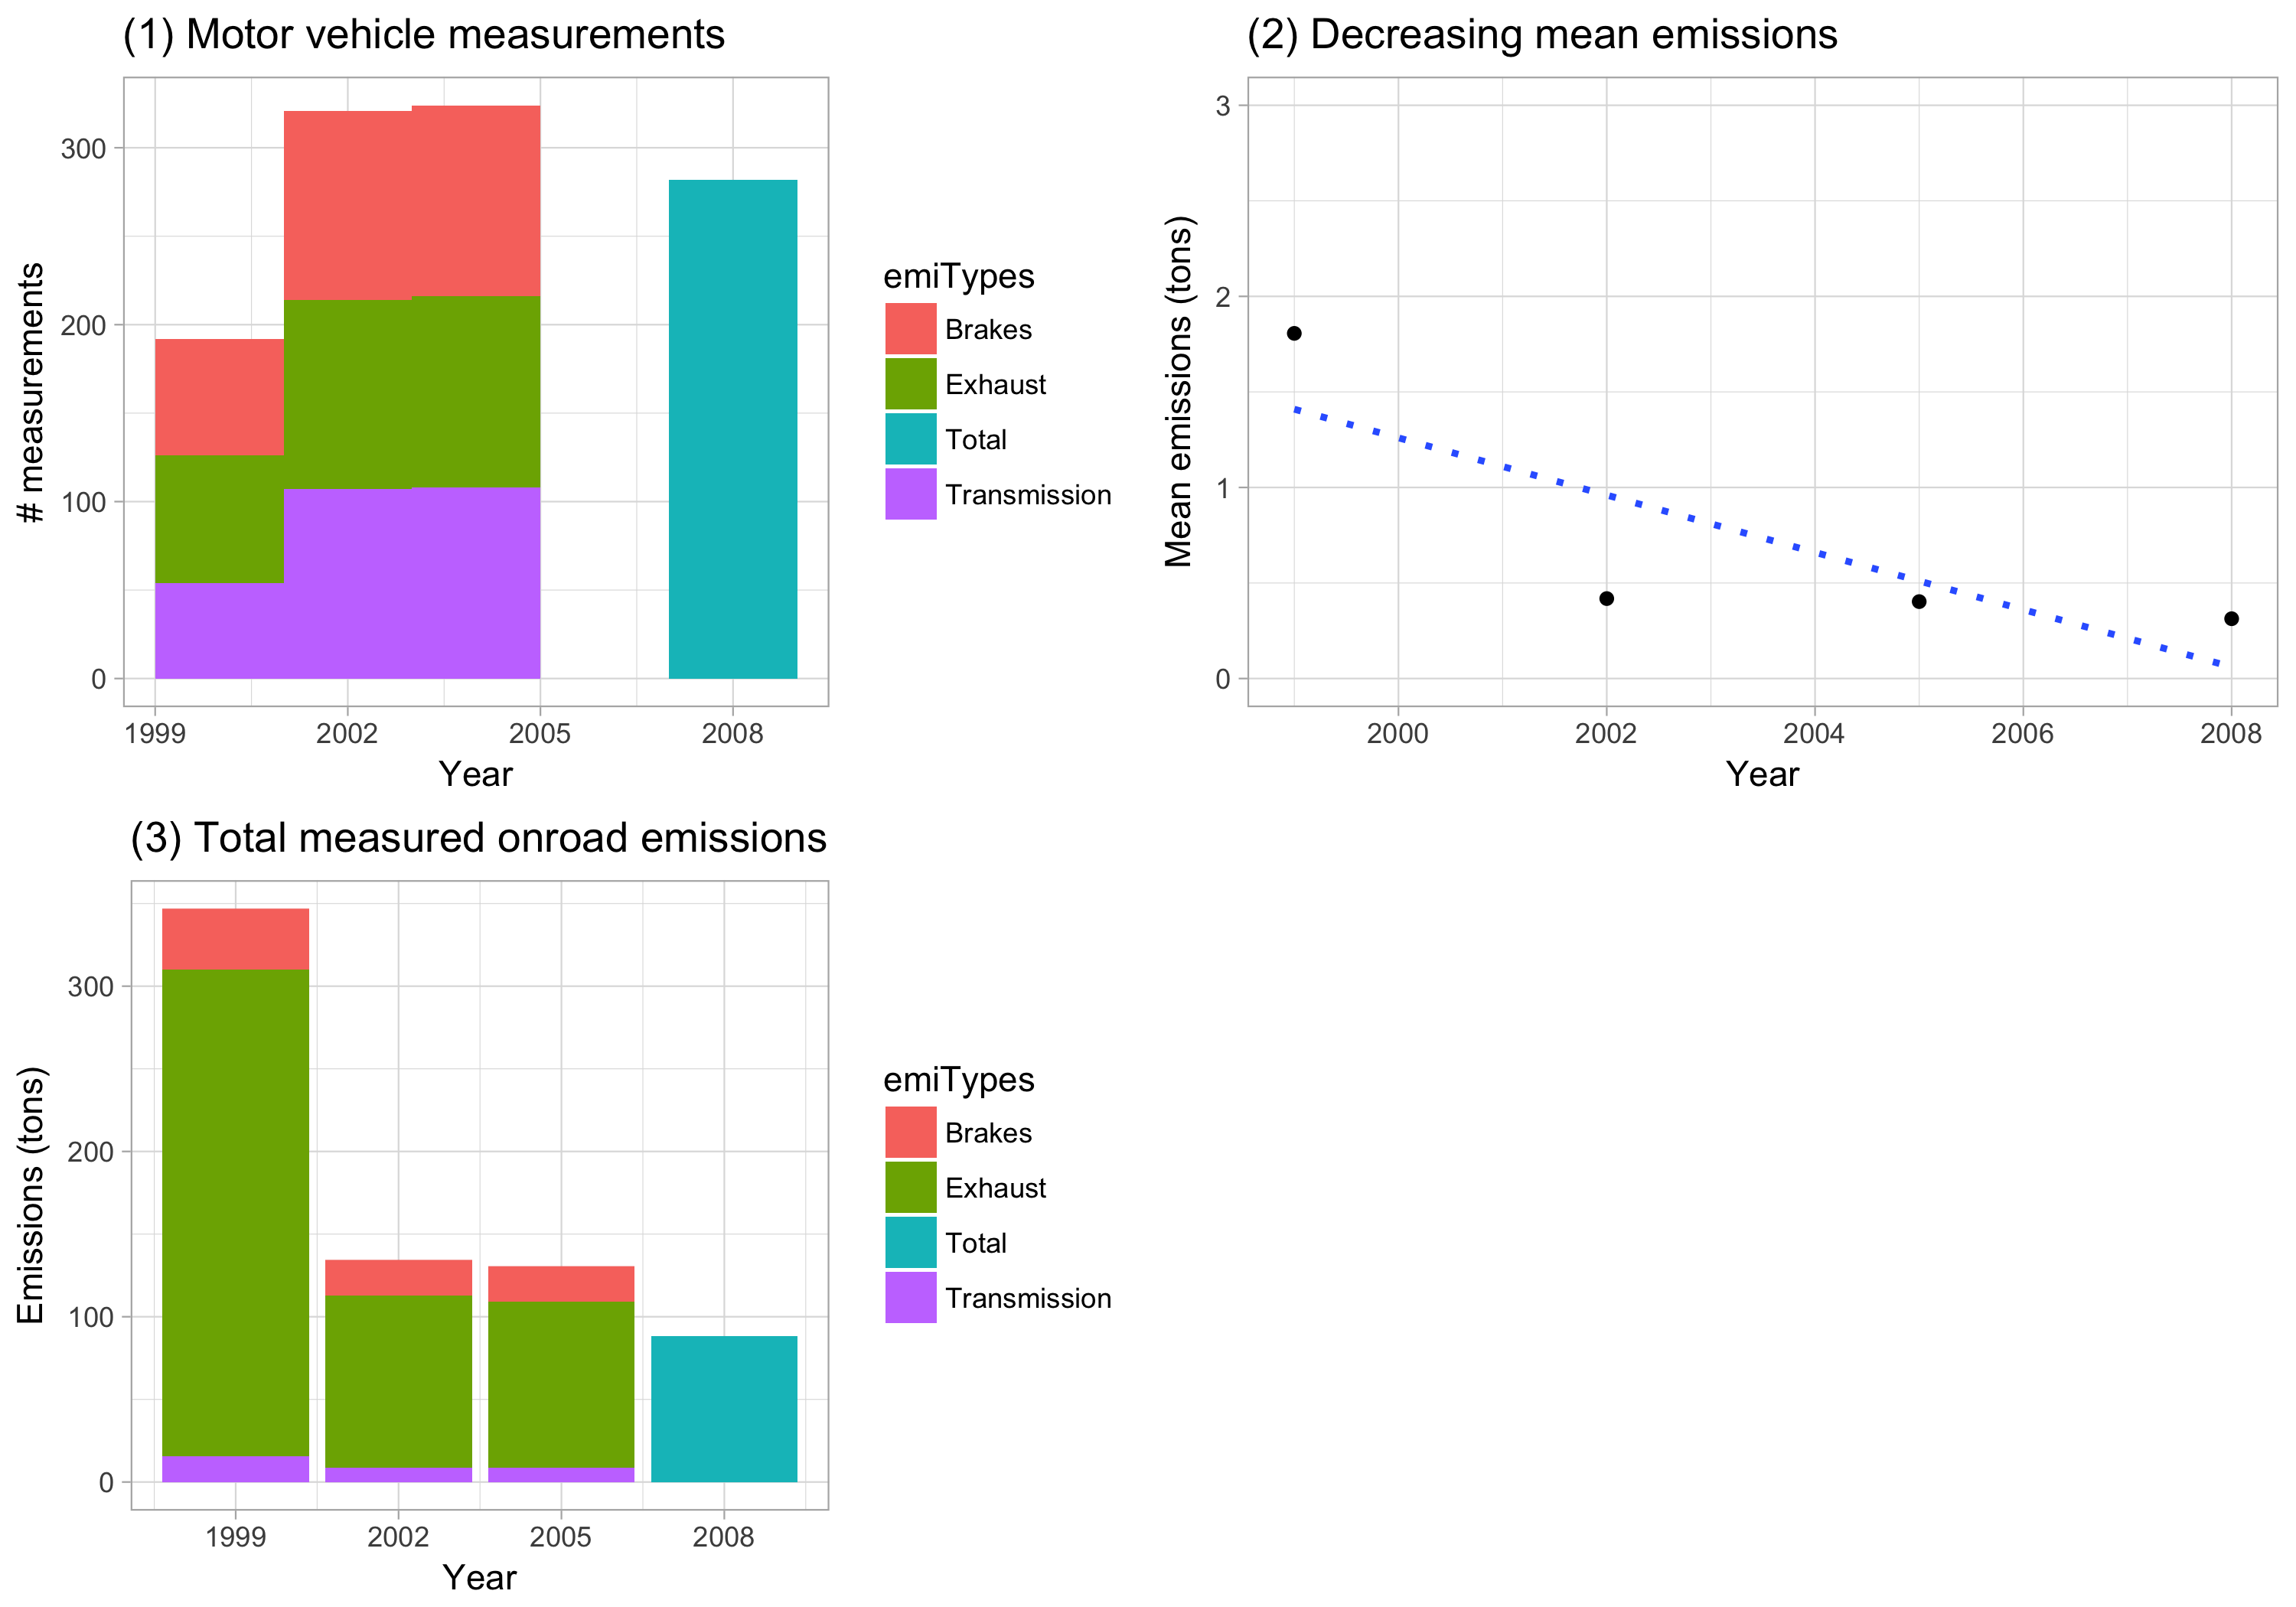 (1) Motor vehicle measurements
# measurements
300
200
100
0
1999 2002 2005 2008
Year
emiTypes
Brakes
Exhaust
Total
Transmission
(2) Decreasing mean emissions
Mean emissions (tons)
3
2
1
0
2000 2002 2004 2006 2008
Year
(3) Total measured onroad emissions
Emissions (tons)
300
200
100
0
1999 2002 2005 2008
Year
emiTypes
Brakes
Exhaust
Total
Transmission